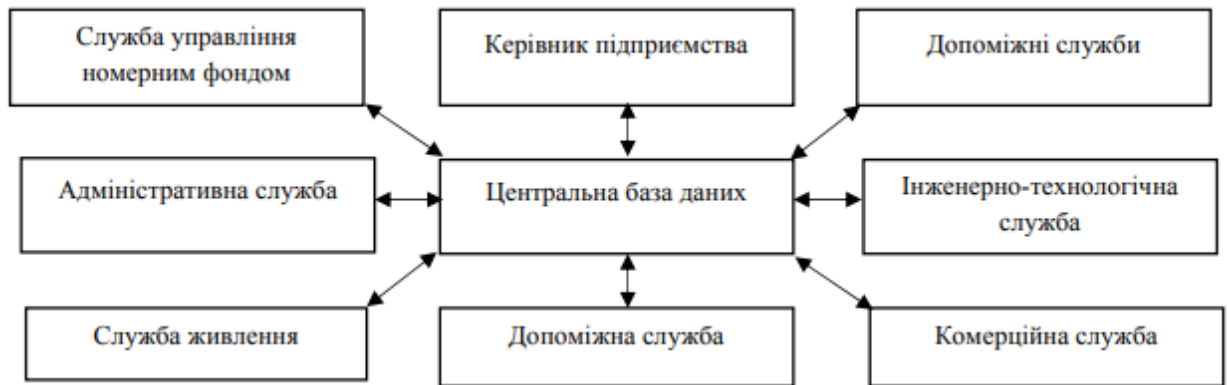 Служба управління
номерним фондом
Керівник підприємства
Допоміжні служби
Адміністративна служба
Центральна база даних
Інженерно-технологічна
служба
Служба живлення
Допоміжна служба
Комерційна служба